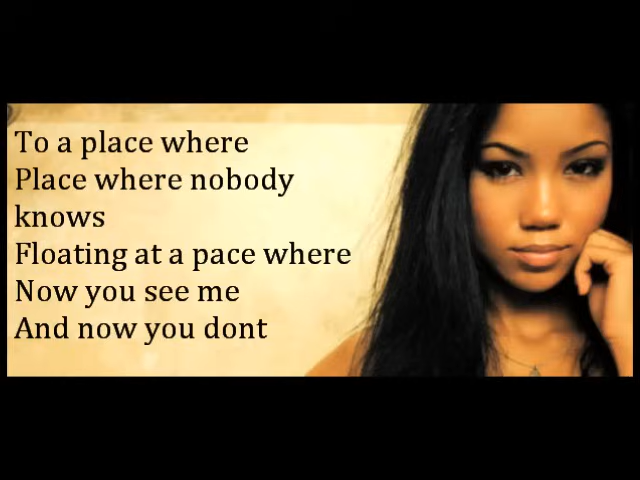 To a place where
Place where nobody
knows
Floating at a pace where
Now you see me
And now you dont